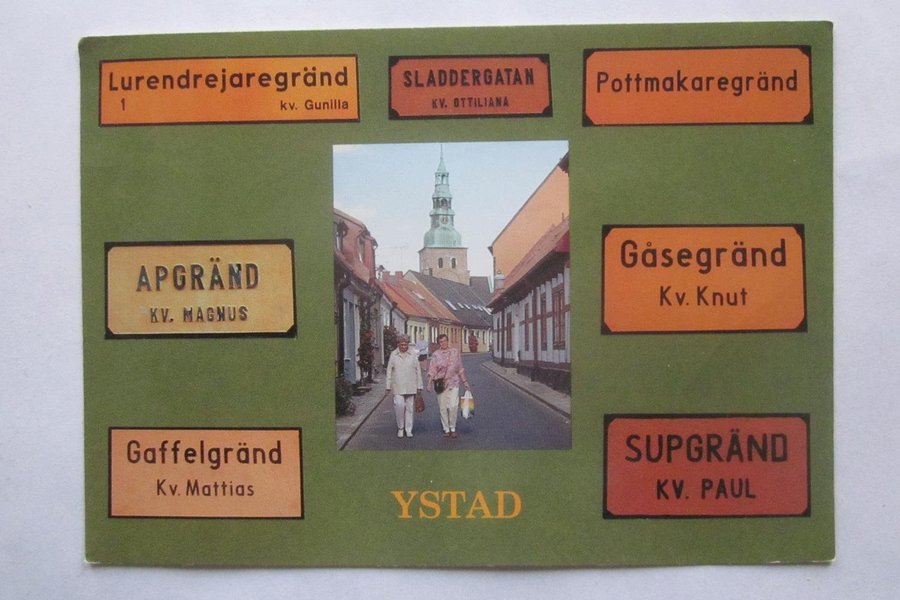 Lurendrejaregränd
1 kv. Gunilla
SLADDERGATAN
KV. OTTILIANA
Pottmakaregränd
APGRÄND
KV. MAGNUS
Gåsegränd
Kv. Knut
Gaffelgränd
Kv. Mattias
SUPGRÄND
KV. PAUL
YSTAD